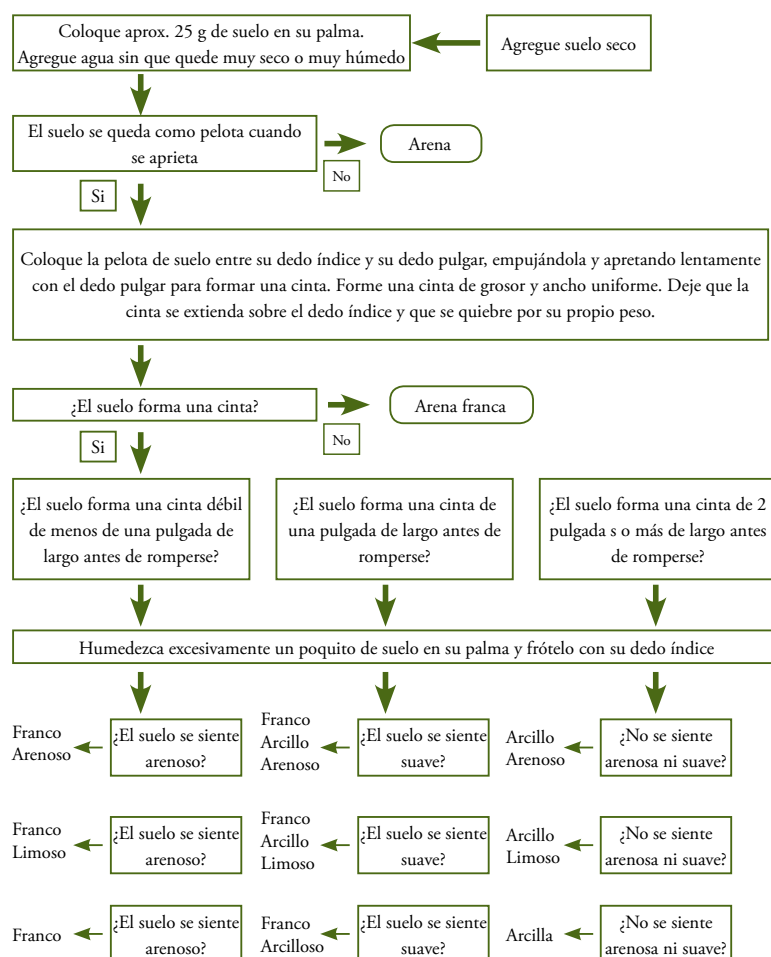 Coloque aprox. 25 g de suelo en su palma.
Agregue agua sin que quede muy seco o muy húmedo
Agregue suelo seco
El suelo se queda como pelota cuando
se aprieta
Arena
No
Si
Coloque la pelota de suelo entre su dedo índice y su dedo pulgar, empujándola y apretando lentamente
con el dedo pulgar para formar una cinta. Forme una cinta de grosor y ancho uniforme. Deje que la
cinta se extienda sobre el dedo índice y que se quiebre por su propio peso.
¿El suelo forma una cinta?
Arena franca
No
Si
¿El suelo forma una cinta débil
de menos de una pulgada de
largo antes de romperse?
¿El suelo forma una cinta de
una pulgada de largo antes de
romperse?
¿El suelo forma una cinta de 2
pulgada s o más de largo antes
de romperse?
Humedezca excesivamente un poquito de suelo en su palma y frótelo con su dedo índice
Franco
Arenoso
¿El suelo se siente
arenoso?
Franco
Arcillo
Arenoso
¿El suelo se siente
suave?
Arcillo
Arenoso
¿No se siente
arenosa ni suave?
Franco
Limoso
¿El suelo se siente
arenoso?
Franco
Arcillo
Limoso
¿El suelo se siente
suave?
Arcillo
Limoso
¿No se siente
arenosa ni suave?
Franco
¿El suelo se siente
arenoso?
Franco
Arcilloso
¿El suelo se siente
suave?
Arcilla
¿No se siente
arenosa ni suave?